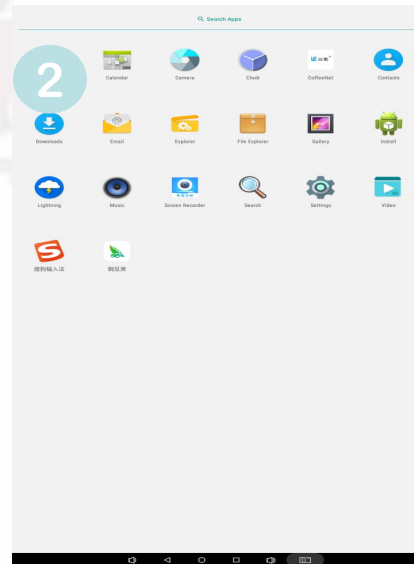 Search Apps
2
Calendar
Camera
Clock
CoffeeNet
Contacts
Downloads
Email
Explorer
File Explorer
Gallery
Install
Lightning
Music
Screen Recorder
Search
Settings
Video
搜狗输入法
豌豆荚